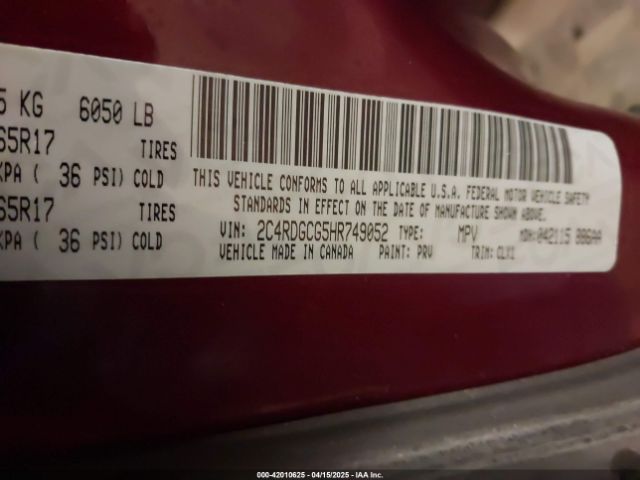 5 KG 6050 LB
65R17 TIRES
KPA ( 36 PSI) COLD
65R17 TIRES
KPA ( 36 PSI) COLD
THIS VEHICLE CONFORMS TO ALL APPLICABLE U.S.A. FEDERAL MOTOR VEHICLE SAFETY
STANDARDS IN EFFECT ON THE DATE OF MANUFACTURE SHOWN ABOVE.
VIN: 2C4RDGCG5HR749052 TYPE: MPV
VEHICLE MADE IN CANADA PAINT: PRV TRIM:
000-42010625 - 04/15/2025 - IAA Inc.